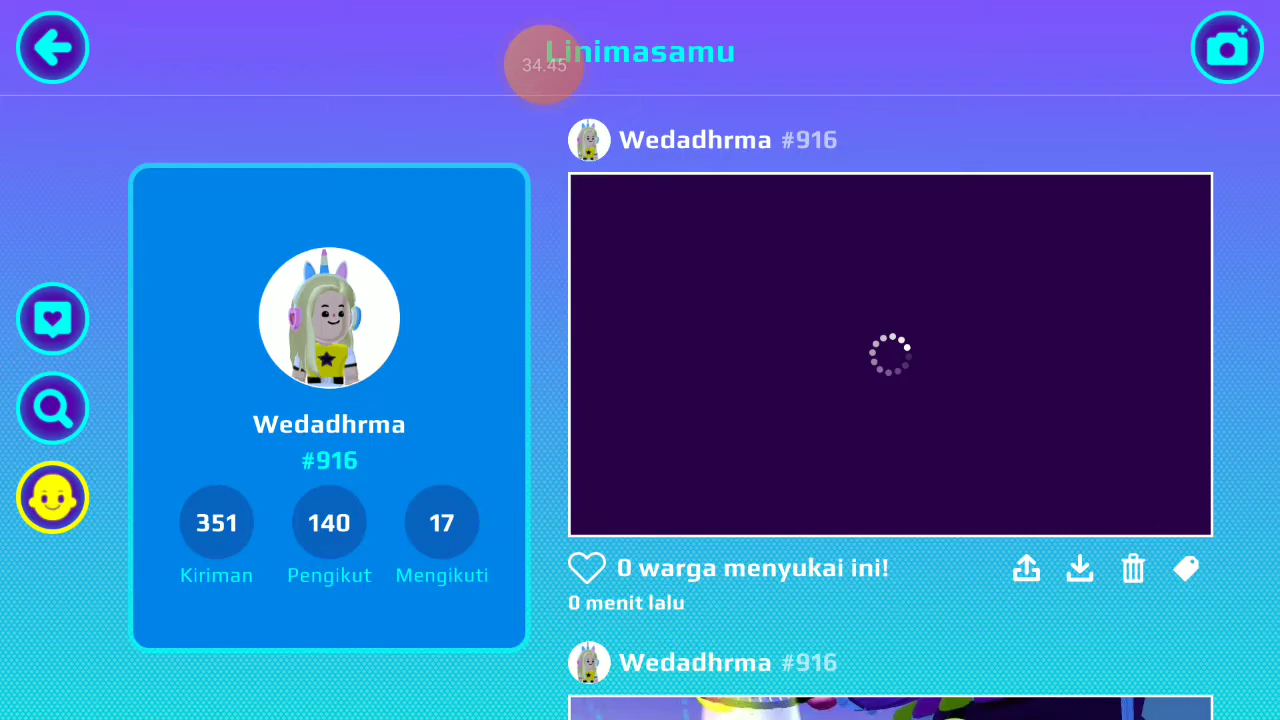 Linimasamu
34.45
Wedadhrma #916
Wedadhrma
#916
351 140 17
Kiriman Pengikut Mengikuti
0 warga menyukai ini!
0 menit lalu
Wedadhrma #916